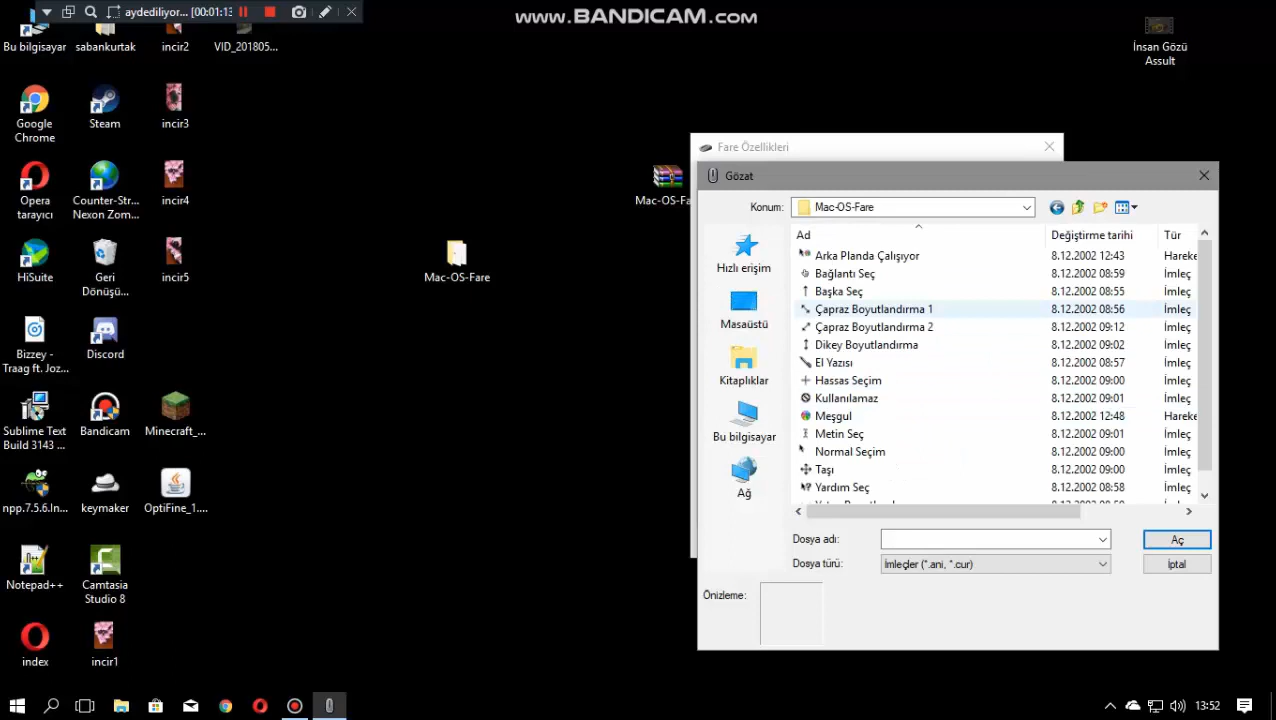 aydediliyor... [00:01:13
www.BANDICAM.com
Bu bilgisayar
sabankurtak
incir2
VID_201805...
İnsan Gözü
Assult
Google
Chrome
Steam
incir3
Opera
tarayıcı
Counter-Str...
Nexon Zom...
incir4
HiSuite
Geri
Dönüşü...
incir5
Bizzey -
Traag ft. Joz...
Discord
Sublime Text
Build 3143 ...
Bandicam
Minecraft_...
npp.7.5.6.In...
keymaker
OptiFine_1....
Notepad++
Camtasia
Studio 8
index
incir1
Mac-OS-Fare
Mac-OS-Fa
Fare Özellikleri
Gözat
Konum:
Mac-OS-Fare
Hızlı erişim
Masaüstü
Kitaplıklar
Bu bilgisayar
Ağ
Ad Değiştirme tarihi Tür
Arka Planda Çalışıyor 8.12.2002 12:43 Hareke
Bağlantı Seç 8.12.2002 08:59 İmleç
Başka Seç 8.12.2002 08:55 İmleç
Çapraz Boyutlandırma 1 8.12.2002 08:56 İmleç
Çapraz Boyutlandırma 2 8.12.2002 09:12 İmleç
Dikey Boyutlandırma 8.12.2002 09:02 İmleç
El Yazısı 8.12.2002 08:57 İmleç
Hassas Seçim 8.12.2002 09:00 İmleç
Kullanılamaz 8.12.2002 09:01 İmleç
Meşgul 8.12.2002 12:48 Hareke
Metin Seç 8.12.2002 09:01 İmleç
Normal Seçim 8.12.2002 09:00 İmleç
Taşı 8.12.2002 09:00 İmleç
Yardım Seç 8.12.2002 08:58 İmleç
Dosya adı:
Aç
Dosya türü:
İmleçler (*.ani, *.cur)
İptal
Önizleme:
13:52